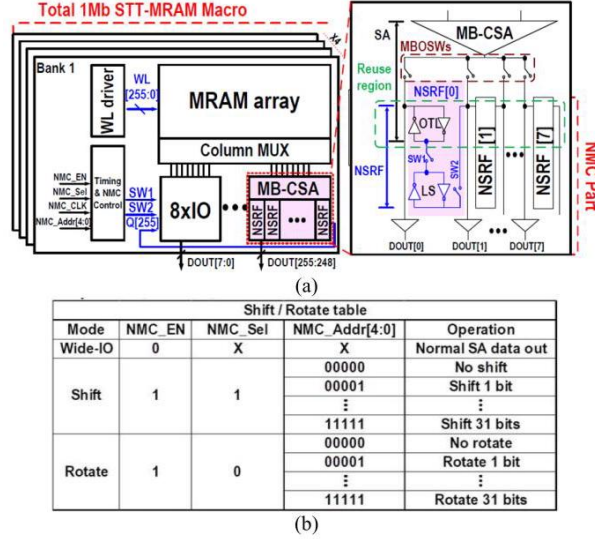 Total 1Mb STT-MRAM Macro
X4
Bank 1
WL driver
WL
[255:0]
MRAM array
Column MUX
NMC_EN
NMC_Sel
NMC_CLK
NMC_Addr[4:0]
Timing
& NMC
Control
SW1
SW2
Q[255]
8xIO
MB-CSA
NSRF
NSRF
NSRF
DOUT[7:0]
DOUT[255:248]
SA
MB-CSA
MBOSWs
Reuse
region
NSRF[0]
OTL
NSRF
SW1
SW2
LS
NSRF [1]
NSRF [7]
NMC Part
DOUT[0]
DOUT[1]
DOUT[7]
(a)
Shift / Rotate table
Mode NMC_EN NMC_Sel NMC_Addr[4:0] Operation
Wide-IO 0 X X Normal SA data out
Shift 1 1
00000 No shift
00001 Shift 1 bit
⋮ ⋮
11111 Shift 31 bits
Rotate 1 0
00000 No rotate
00001 Rotate 1 bit
⋮ ⋮
11111 Rotate 31 bits
(b)